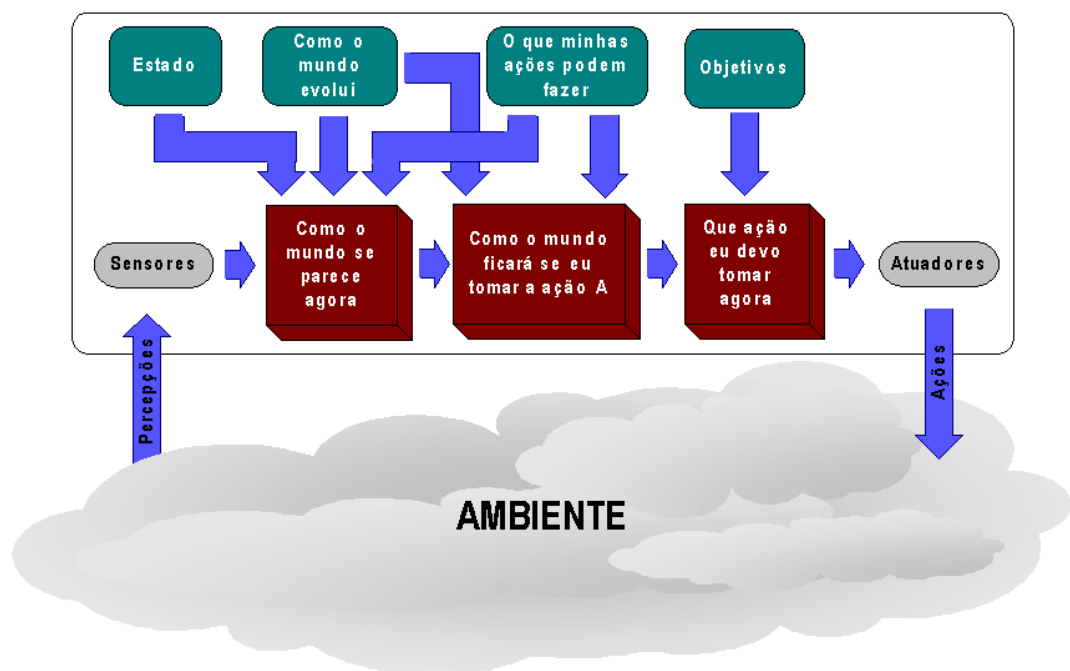 Estado
Como o
mundo
evolui
O que minhas
ações podem
fazer
Objetivos
Sensores
Como o
mundo se
parece
agora
Como o mundo
ficará se eu
tomar a ação A
Que ação
eu devo
tomar
agora
Atuadores
Percepções
Ações
AMBIENTE